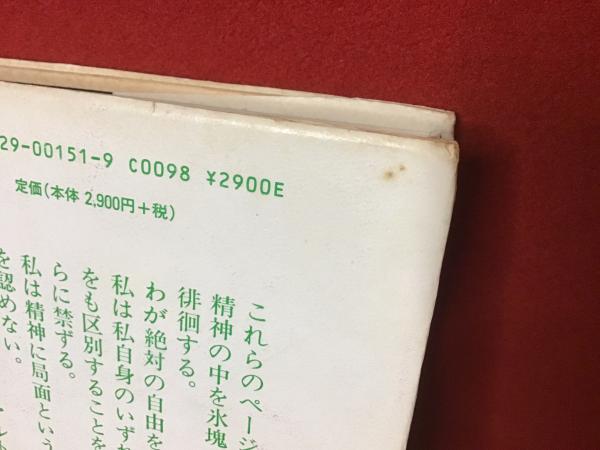 29-00151-9 C0098 ¥2900E
定価(本体 2,900円+税)
これらのページ
精神の中を氷塊
徘徊する。
わが絶対の自由を
私は私自身のいずれ
をも区別することを
らに禁ずる。
私は精神に局面という
を認めない。